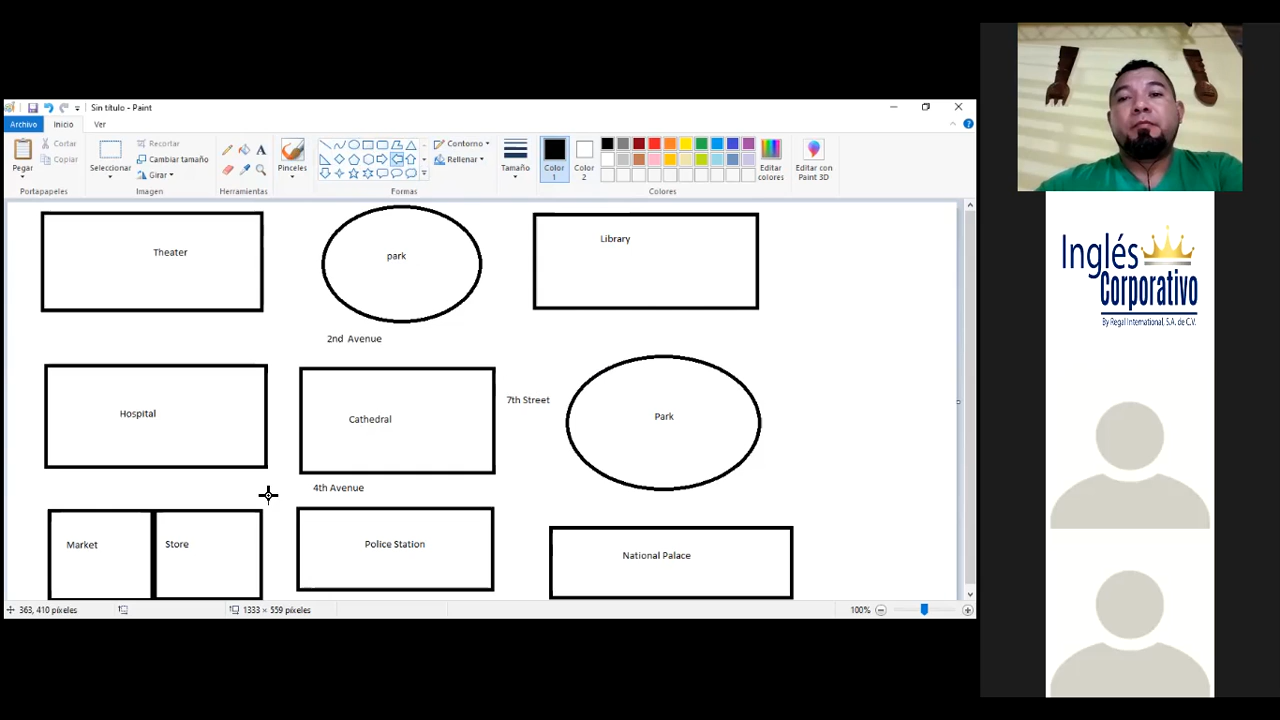 Sin título - Paint
Archivo Inicio Ver
Pegar
Cortar
Copiar
Portapapeles
Seleccionar
Recortar
Cambiar tamaño
Girar
Imagen
Herramientas
Pinceles
Contorno
Rellenar
Formas
Tamaño
Color 1
Color 2
Editar colores
Colores
Editar con Paint 3D
Theater
park
Library
2nd Avenue
Hospital
Cathedral
7th Street
Park
4th Avenue
Market
Store
Police Station
National Palace
363, 410 píxeles
1333 × 559 píxeles
100%
Inglés
Corporativo
By Regal International, S.A. de C.V.